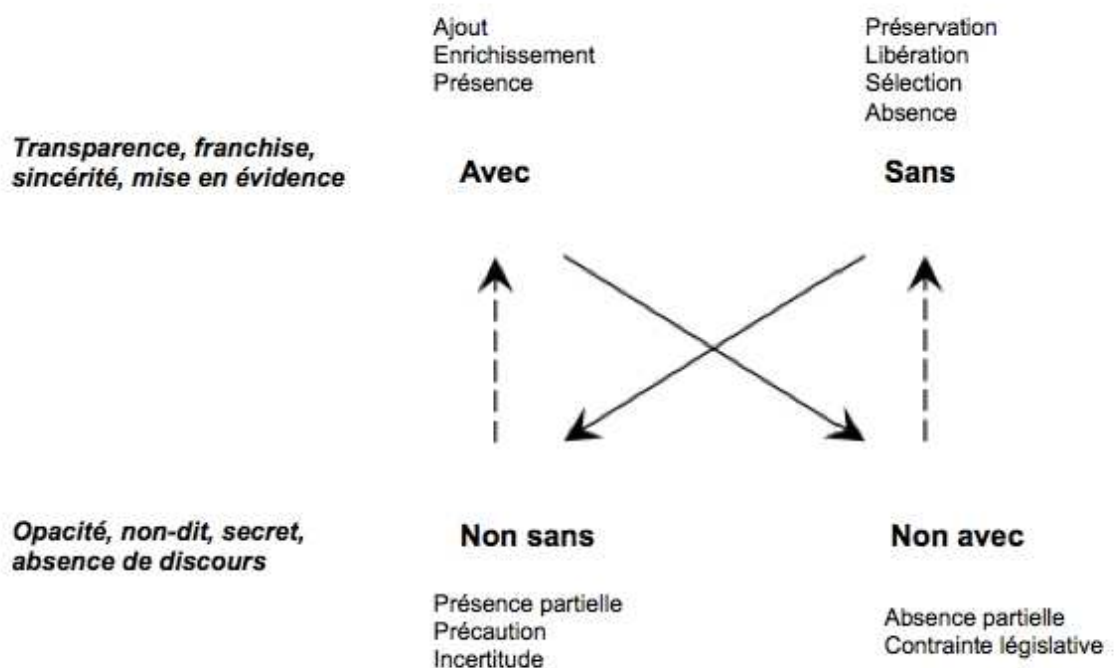 Ajout
Enrichissement
Présence
Préservation
Libération
Sélection
Absence
Transparence, franchise,
sincérité, mise en évidence
Avec
Sans
Opacité, non-dit, secret,
absence de discours
Non sans
Non avec
Présence partielle
Précaution
Incertitude
Absence partielle
Contrainte législative